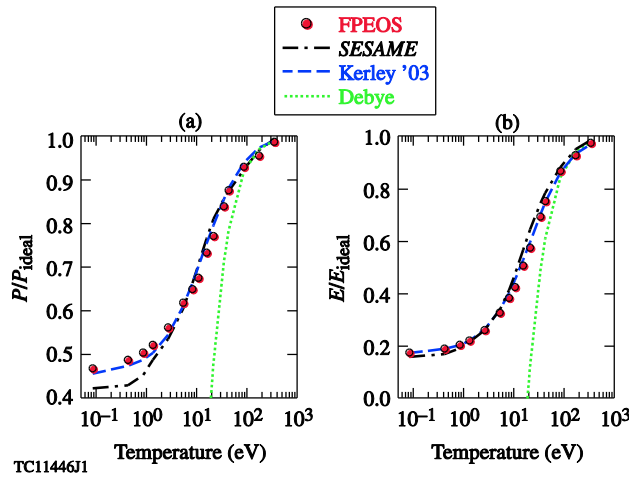 FPEOS
SESAME
Kerley ’03
Debye
(a)
1.0
0.9
0.8
0.7
0.6
0.5
0.4
P/Pideal
10⁻¹ 10⁰ 10¹ 10² 10³
Temperature (eV)
(b)
1.0
0.8
0.6
0.4
0.2
0.0
E/Eideal
10⁻¹ 10⁰ 10¹ 10² 10³
Temperature (eV)
TC11446J1